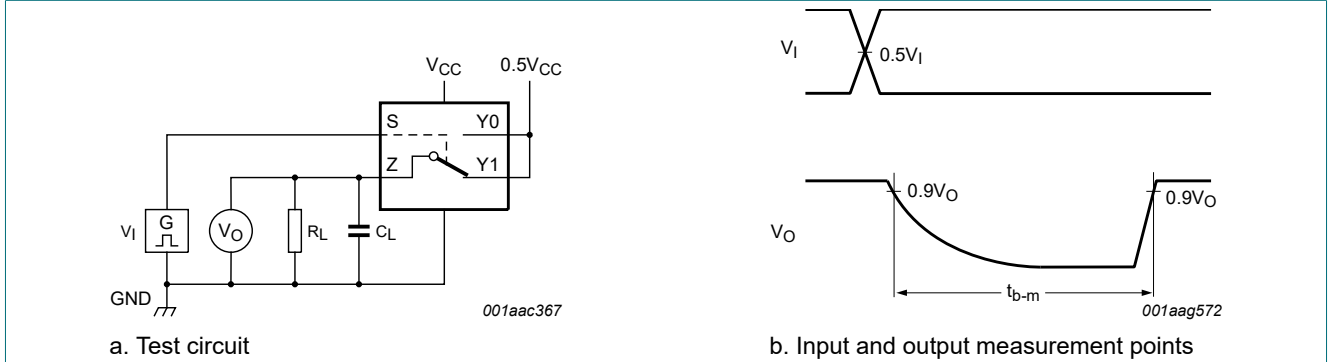 VCC
0.5VCC
S
Y0
Z
Y1
VI
G
VO
RL
CL
GND
001aac367
a. Test circuit
VI
0.5VI
0.9VO
0.9VO
VO
tb-m
001aag572
b. Input and output measurement points